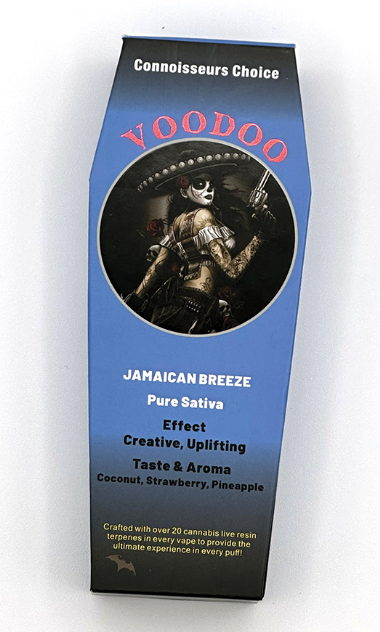 Connoisseurs Choice
VOODOO
JAMAICAN BREEZE
Pure Sativa
Effect
Creative, Uplifting
Taste & Aroma
Coconut, Strawberry, Pineapple
Crafted with over 20 cannabis live resin
terpenes in every vape to provide the
ultimate experience in every puff!